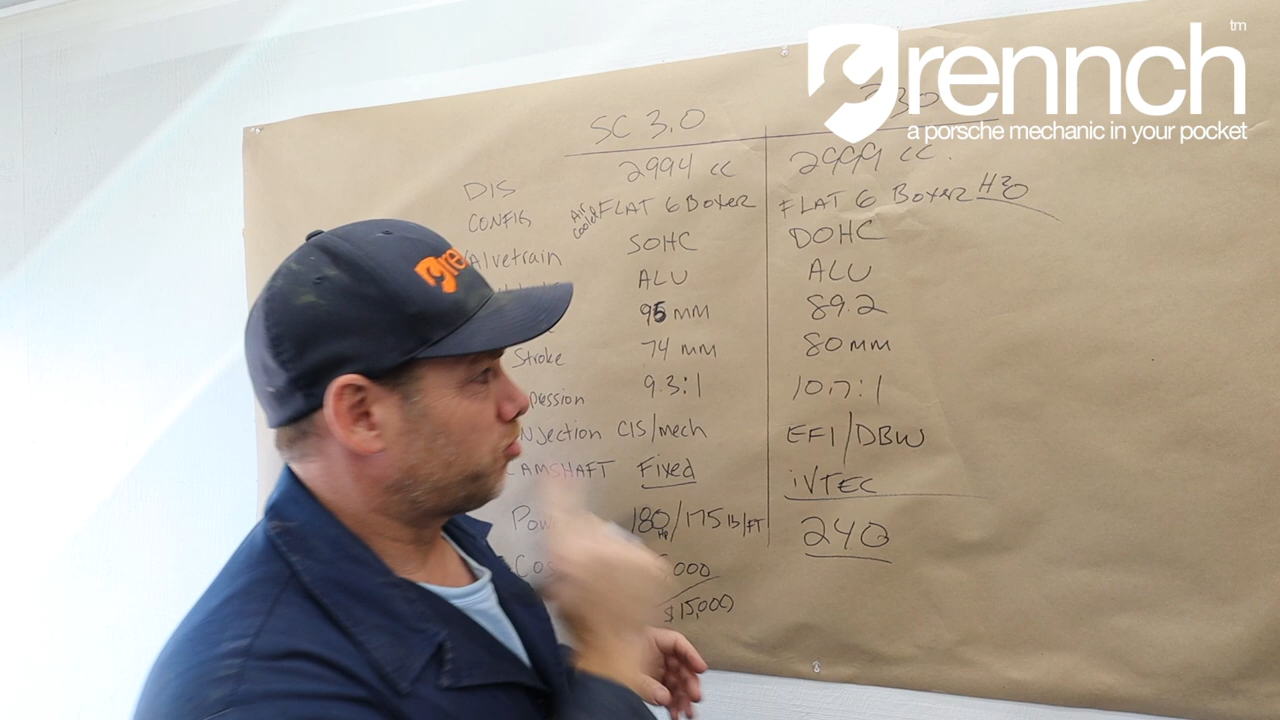 rennch
tm
a porsche mechanic in your pocket
SC 3.0
DIS 2994 cc 2999 cc.
CONFIG Air cooled FLAT 6 Boxer FLAT 6 Boxer H2O
Valvetrain SOHC DOHC
ALU ALU
95 mm 89.2
Stroke 74 mm 80 mm
pession 9.3:1 10.7:1
Njection CIS/mech EFI/DBW
CAMSHAFT Fixed iVTEC
Pow 180 HP/175 lb/FT 240
Cos ,000
$15,000